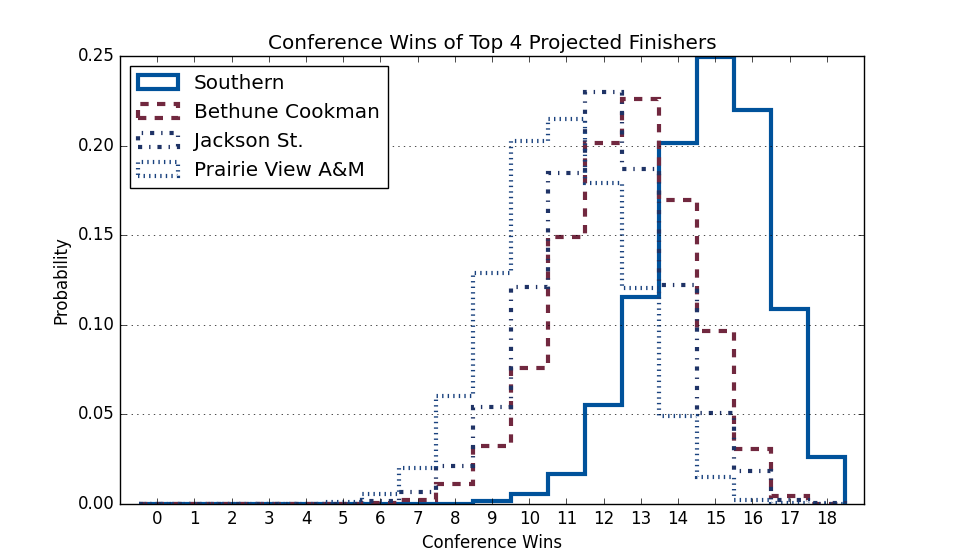 Conference Wins of Top 4 Projected Finishers
0.25
0.20
0.15
0.10
0.05
0.00
Probability
Southern
Bethune Cookman
Jackson St.
Prairie View A&M
0 1 2 3 4 5 6 7 8 9 10 11 12 13 14 15 16 17 18
Conference Wins